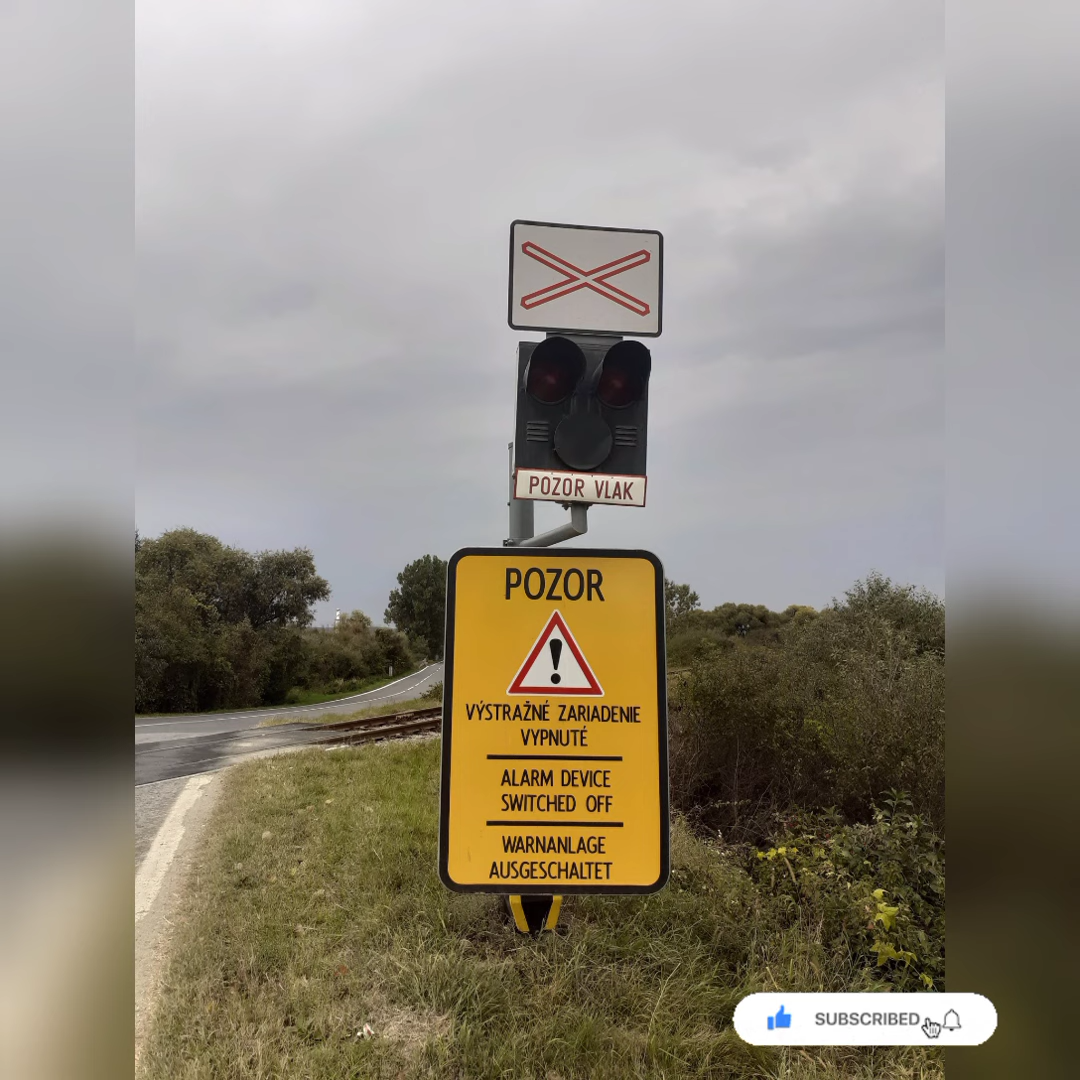 POZOR VLAK
POZOR
VÝSTRAŽNÉ ZARIADENIE
VYPNUTÉ
ALARM DEVICE
SWITCHED OFF
WARNANLAGE
AUSGESCHALTET
SUBSCRIBED